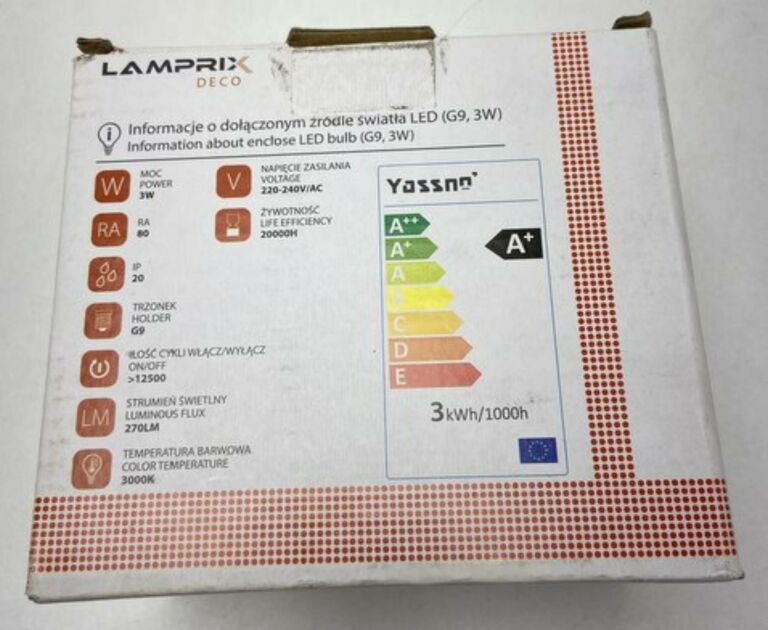 LAMPRIX
DECO
Informacje o dołączonym źródle światła LED (G9, 3W)
Information about enclose LED bulb (G9, 3W)
W
MOC
POWER
3W
V
NAPIĘCIE ZASILANIA
VOLTAGE
220-240V/AC
RA
RA
80
ŻYWOTNOŚĆ
LIFE EFFICIENCY
20000H
IP
20
TRZONEK
HOLDER
G9
IŁOŚĆ CYKLI WŁĄCZ/WYŁĄCZ
ON/OFF
>12500
LM
STRUMIEŃ ŚWIETLNY
LUMINOUS FLUX
270LM
TEMPERATURA BARWOWA
COLOR TEMPERATURE
3000K
Yassnn
A++
A+
A
B
C
D
E
A+
3kWh/1000h